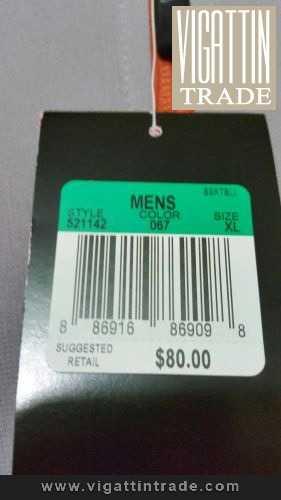 VIGATTIN
TRADE
MENS BSKTBLL
STYLE COLOR SIZE
521142 067 XL
8 86916 86909 8
SUGGESTED
RETAIL $80.00
www.vigattintrade.com